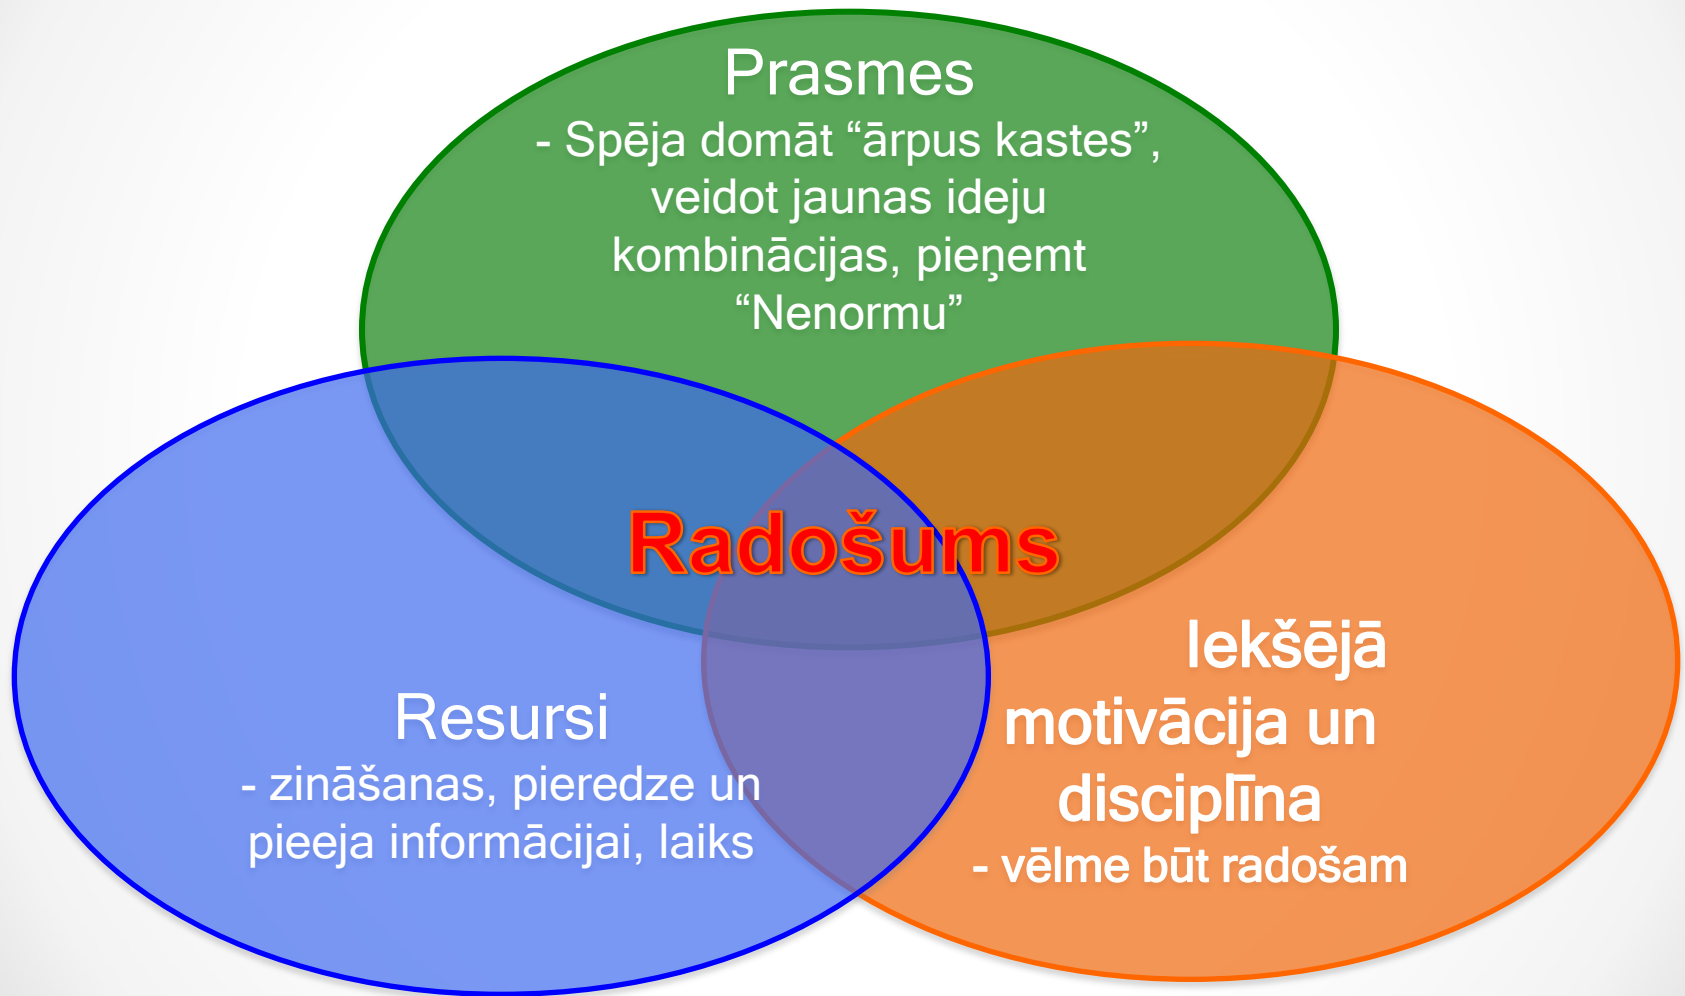 Prasmes
- Spēja domāt “ārpus kastes”,
veidot jaunas ideju
kombinācijas, pieņemt
“Nenormu”
Radošums
Resursi
- zināšanas, pieredze un
pieeja informācijai, laiks
Iekšējā
motivācija un
disciplīna
- vēlme būt radošam